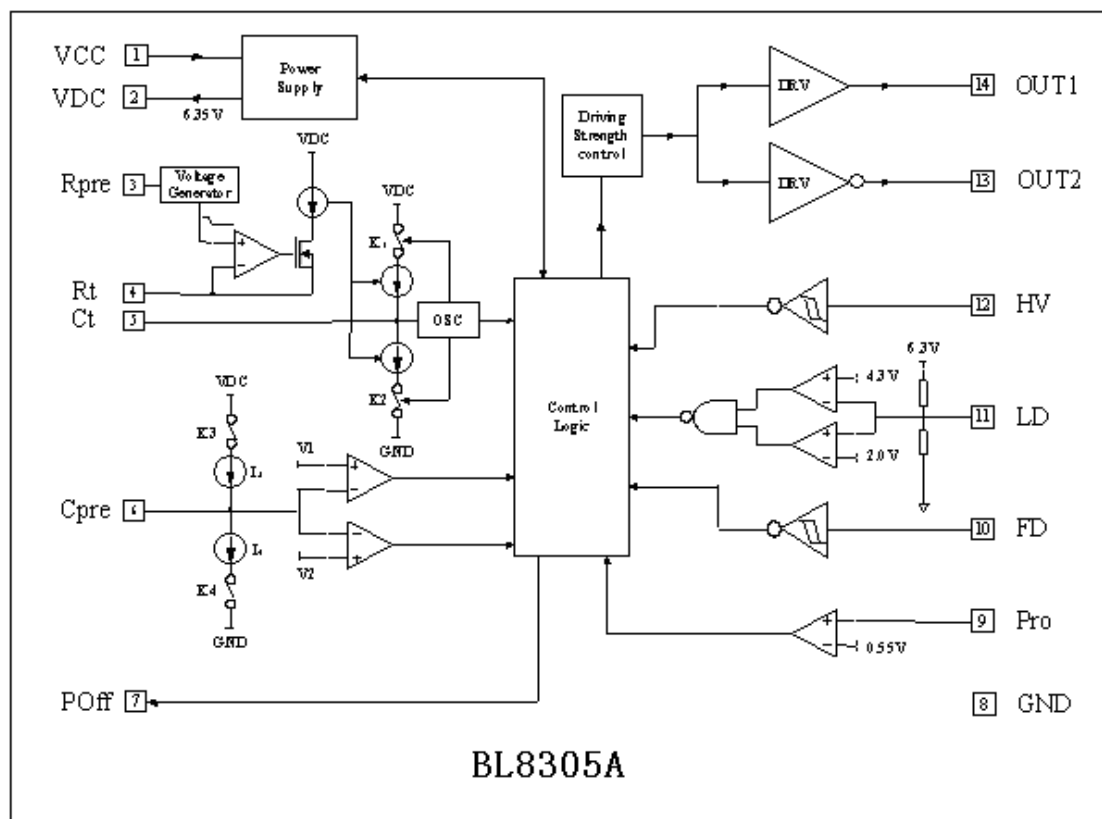 VCC 1
VDC 2
6.35V
Power
Supply
VDC
Rpre 3
Voltage
Generator
+
−
Rt 4
Ct 5
VDC
K1
OSC
K2
GND
VDC
K3
I.
Cpre 6
I.
K4
GND
V1
+
−
−
+
V2
Control
Logic
POff 7
Driving
Strength
control
DRV
14 OUT1
DRV
13 OUT2
12 HV
6.3V
+
4.3V
−
11 LD
+
−
2.0V
10 FD
+
9 Pro
−
0.55V
8 GND
BL8305A